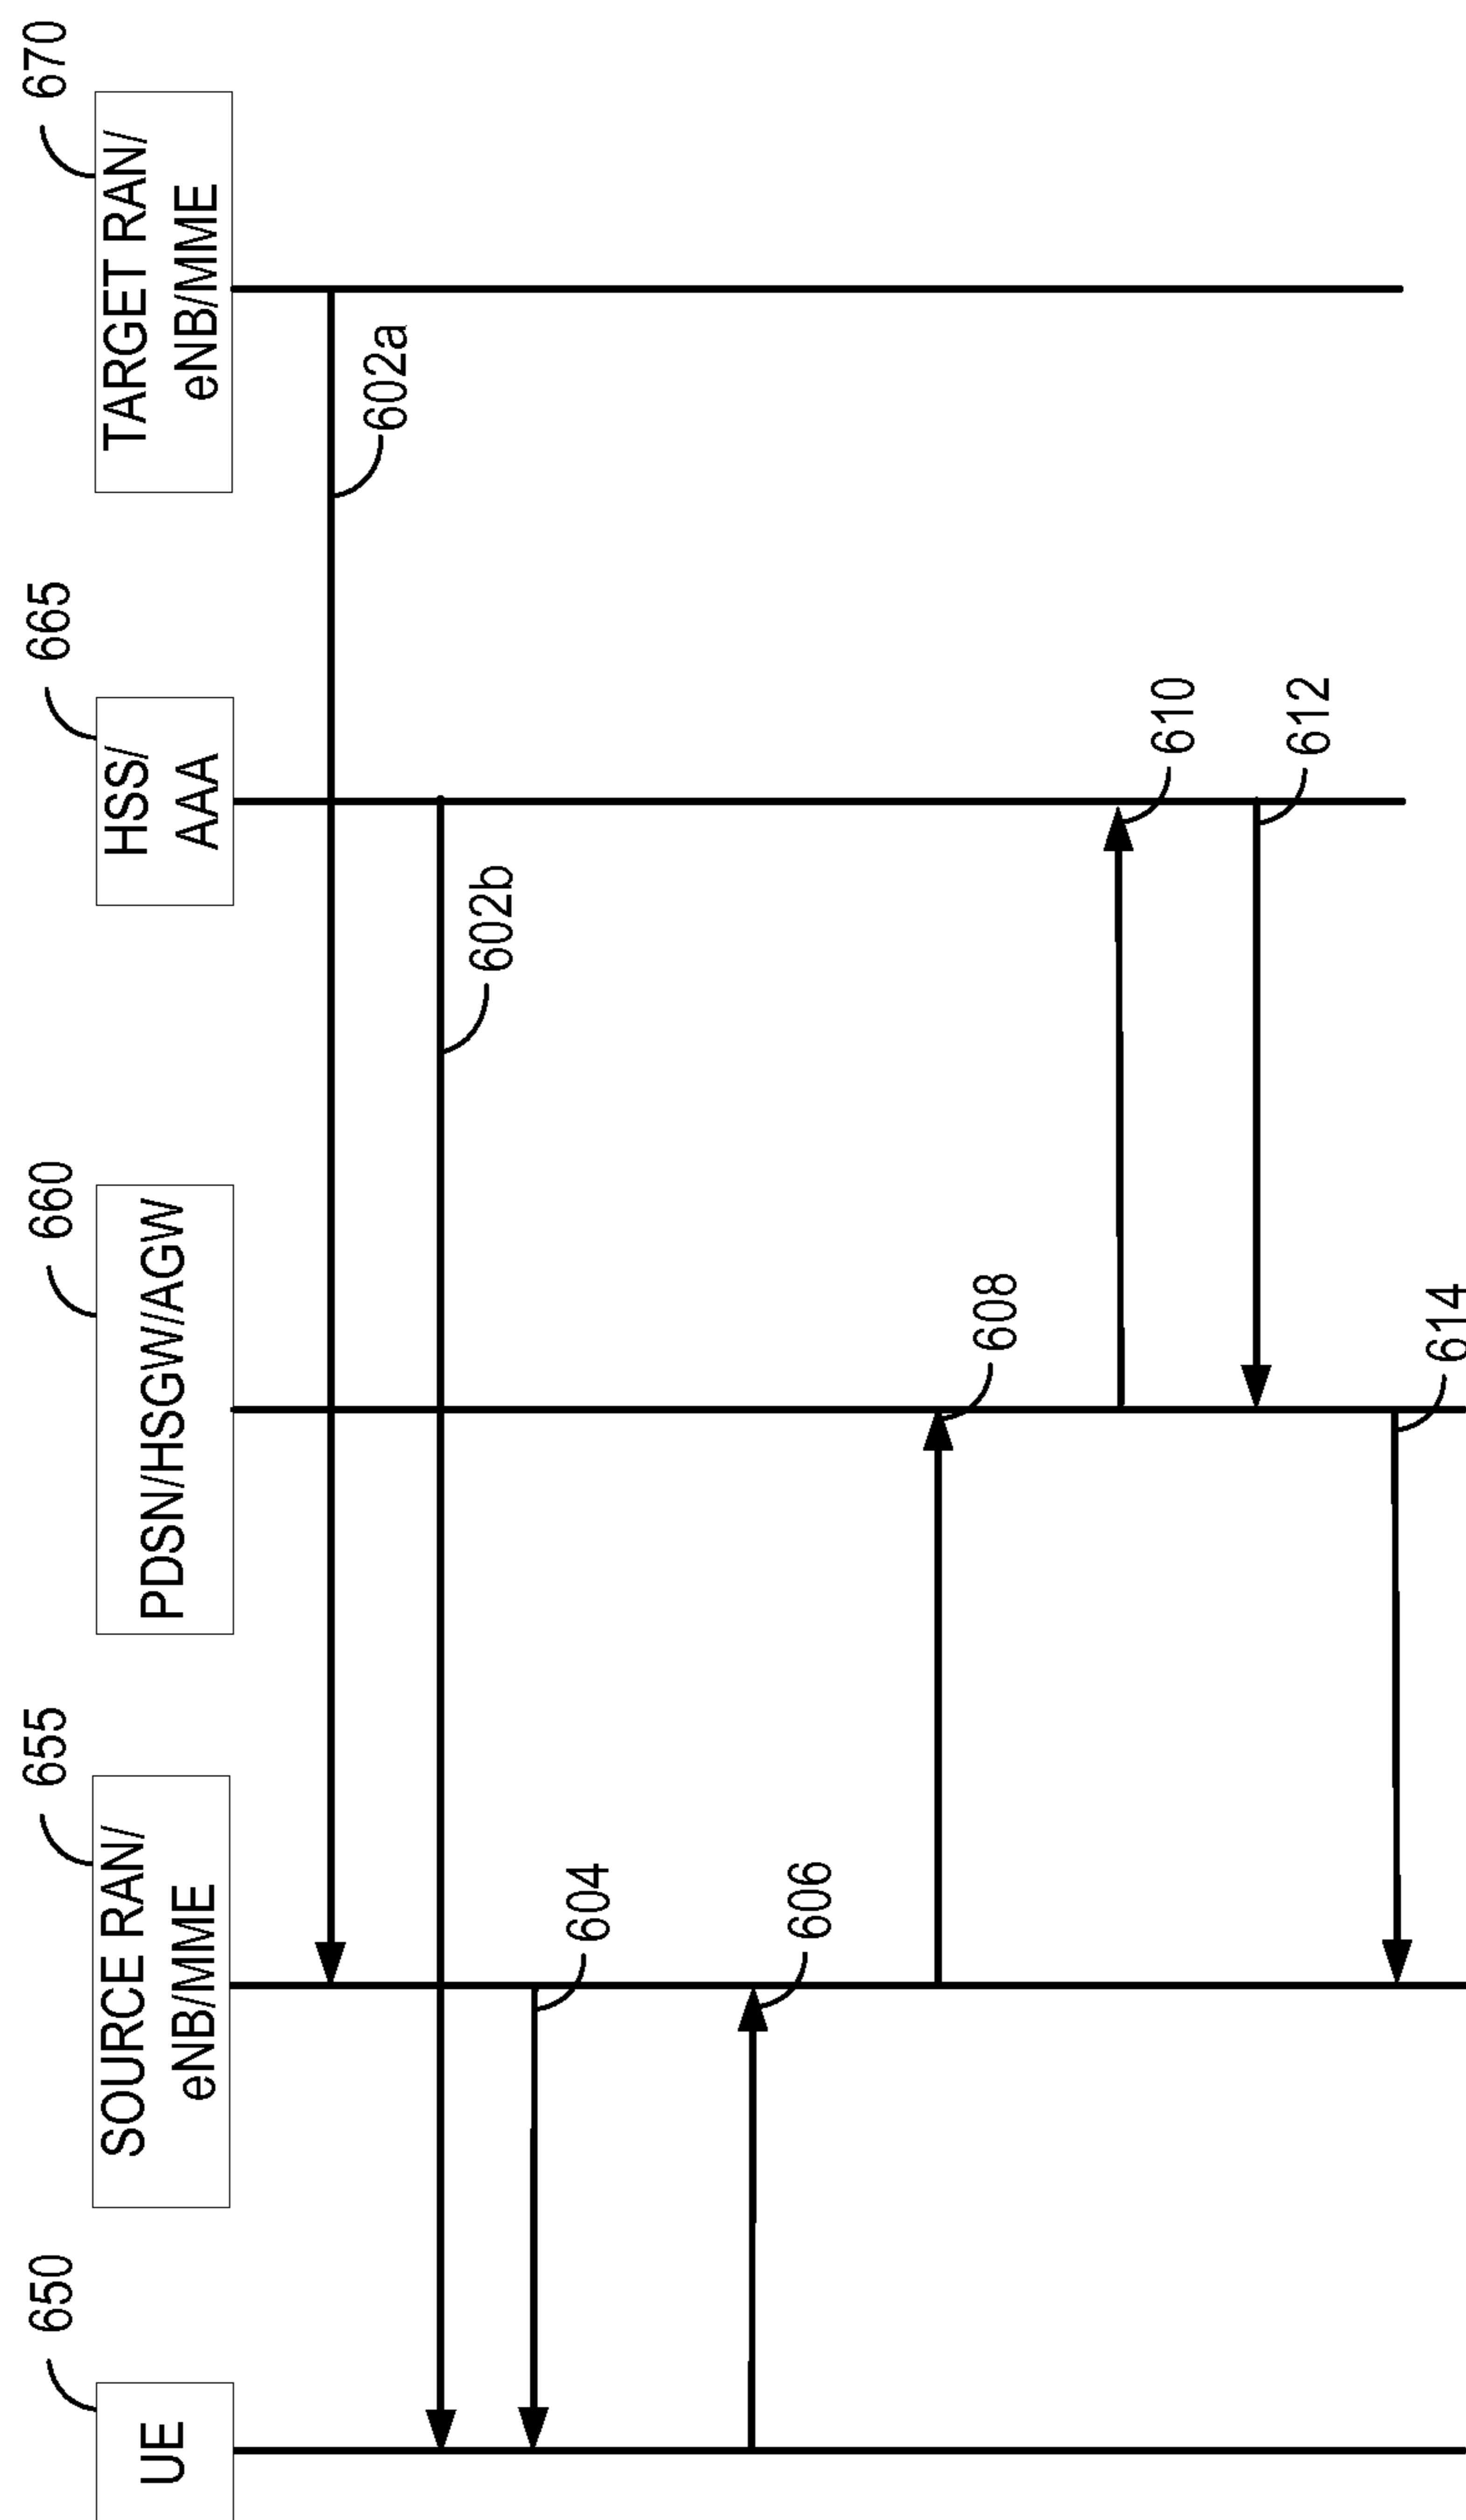 650
655
660
665
670
UE
SOURCE RAN/
eNB/MME
PDSN/HSGW/AGW
HSS/
AAA
TARGET RAN/
eNB/MME
602a
602b
604
606
608
610
612
614